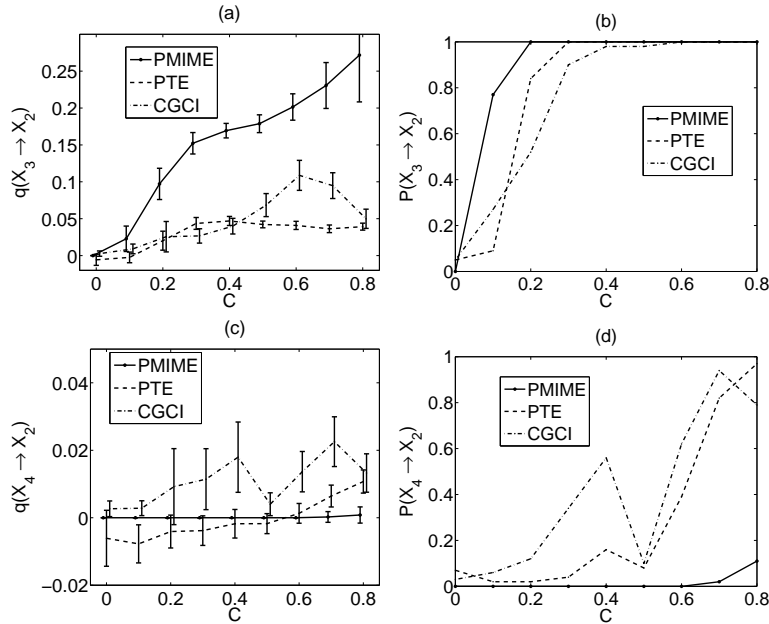 (a)
q(X3 → X2)
0.25
0.2
0.15
0.1
0.05
0
PMIME
PTE
CGCI
0 0.2 0.4 0.6 0.8
C
(b)
P(X3 → X2)
1
0.8
0.6
0.4
0.2
0
PMIME
PTE
CGCI
0 0.2 0.4 0.6 0.8
C
(c)
q(X4 → X2)
0.04
0.02
0
−0.02
PMIME
PTE
CGCI
0 0.2 0.4 0.6 0.8
C
(d)
P(X4 → X2)
1
0.8
0.6
0.4
0.2
0
PMIME
PTE
CGCI
0 0.2 0.4 0.6 0.8
C